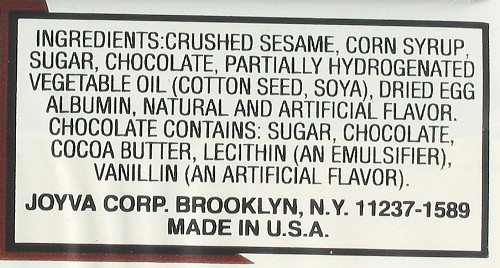 INGREDIENTS:CRUSHED SESAME, CORN SYRUP,
SUGAR, CHOCOLATE, PARTIALLY HYDROGENATED
VEGETABLE OIL (COTTON SEED, SOYA), DRIED EGG
ALBUMIN, NATURAL AND ARTIFICIAL FLAVOR.
CHOCOLATE CONTAINS: SUGAR, CHOCOLATE,
COCOA BUTTER, LECITHIN (AN EMULSIFIER),
VANILLIN (AN ARTIFICIAL FLAVOR).
JOYVA CORP. BROOKLYN, N.Y. 11237-1589
MADE IN U.S.A.